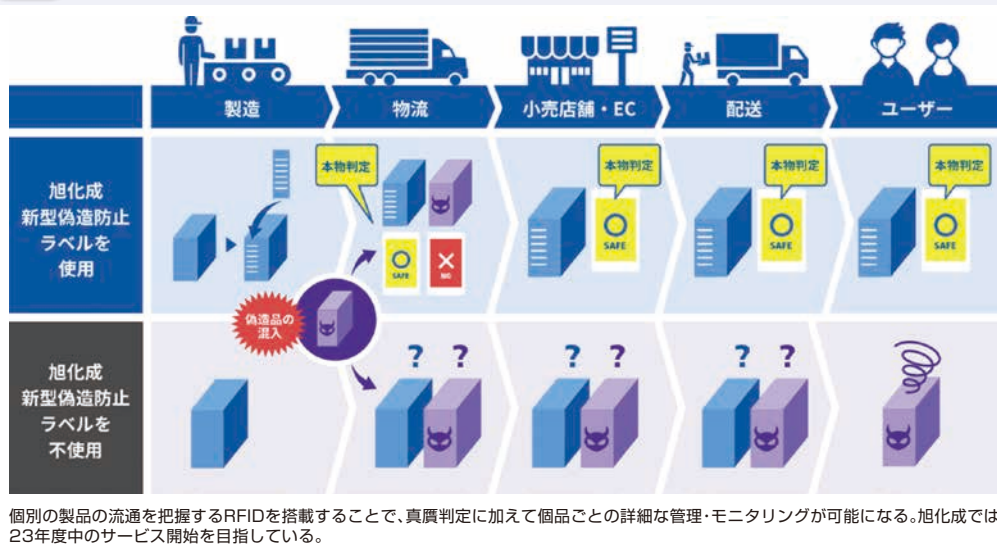 製造
物流
小売店舗・EC
配送
ユーザー
旭化成
新型偽造防止
ラベルを
使用
本物判定
SAFE
NO
本物判定
SAFE
本物判定
SAFE
本物判定
SAFE
偽造品の
混入
旭化成
新型偽造防止
ラベルを
不使用
? ?
? ?
? ?
個別の製品の流通を把握するRFIDを搭載することで、真贋判定に加えて個品ごとの詳細な管理・モニタリングが可能になる。旭化成では
23年度中のサービス開始を目指している。